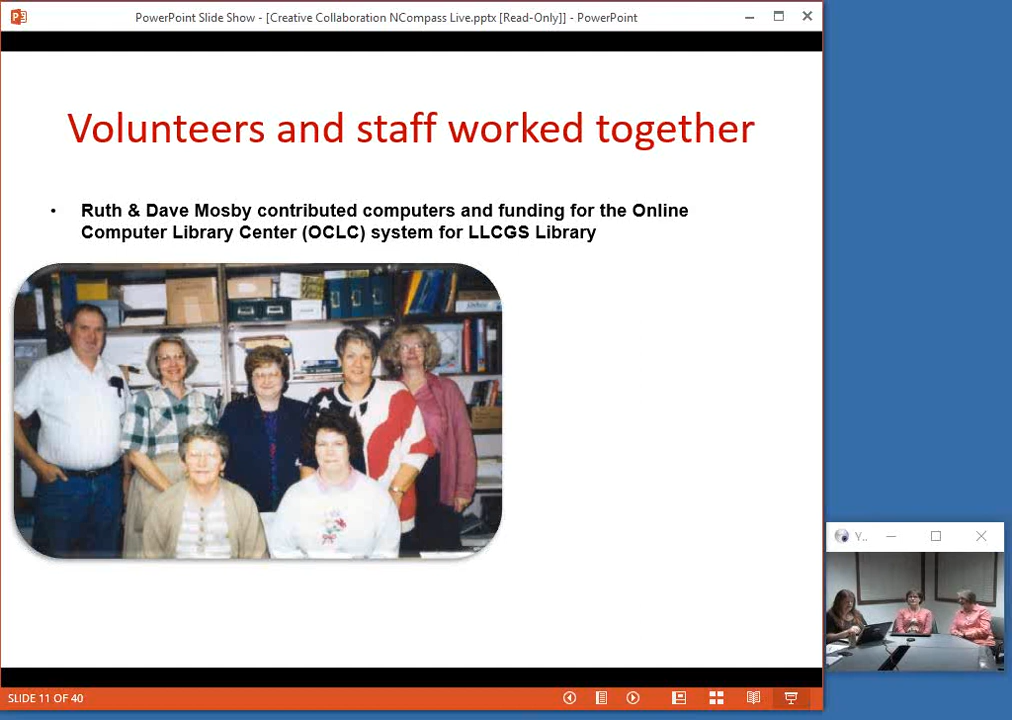 PowerPoint Slide Show - [Creative Collaboration NCompass Live.pptx [Read-Only]] - PowerPoint
Volunteers and staff worked together
• Ruth & Dave Mosby contributed computers and funding for the Online
Computer Library Center (OCLC) system for LLCGS Library
Y..
SLIDE 11 OF 40